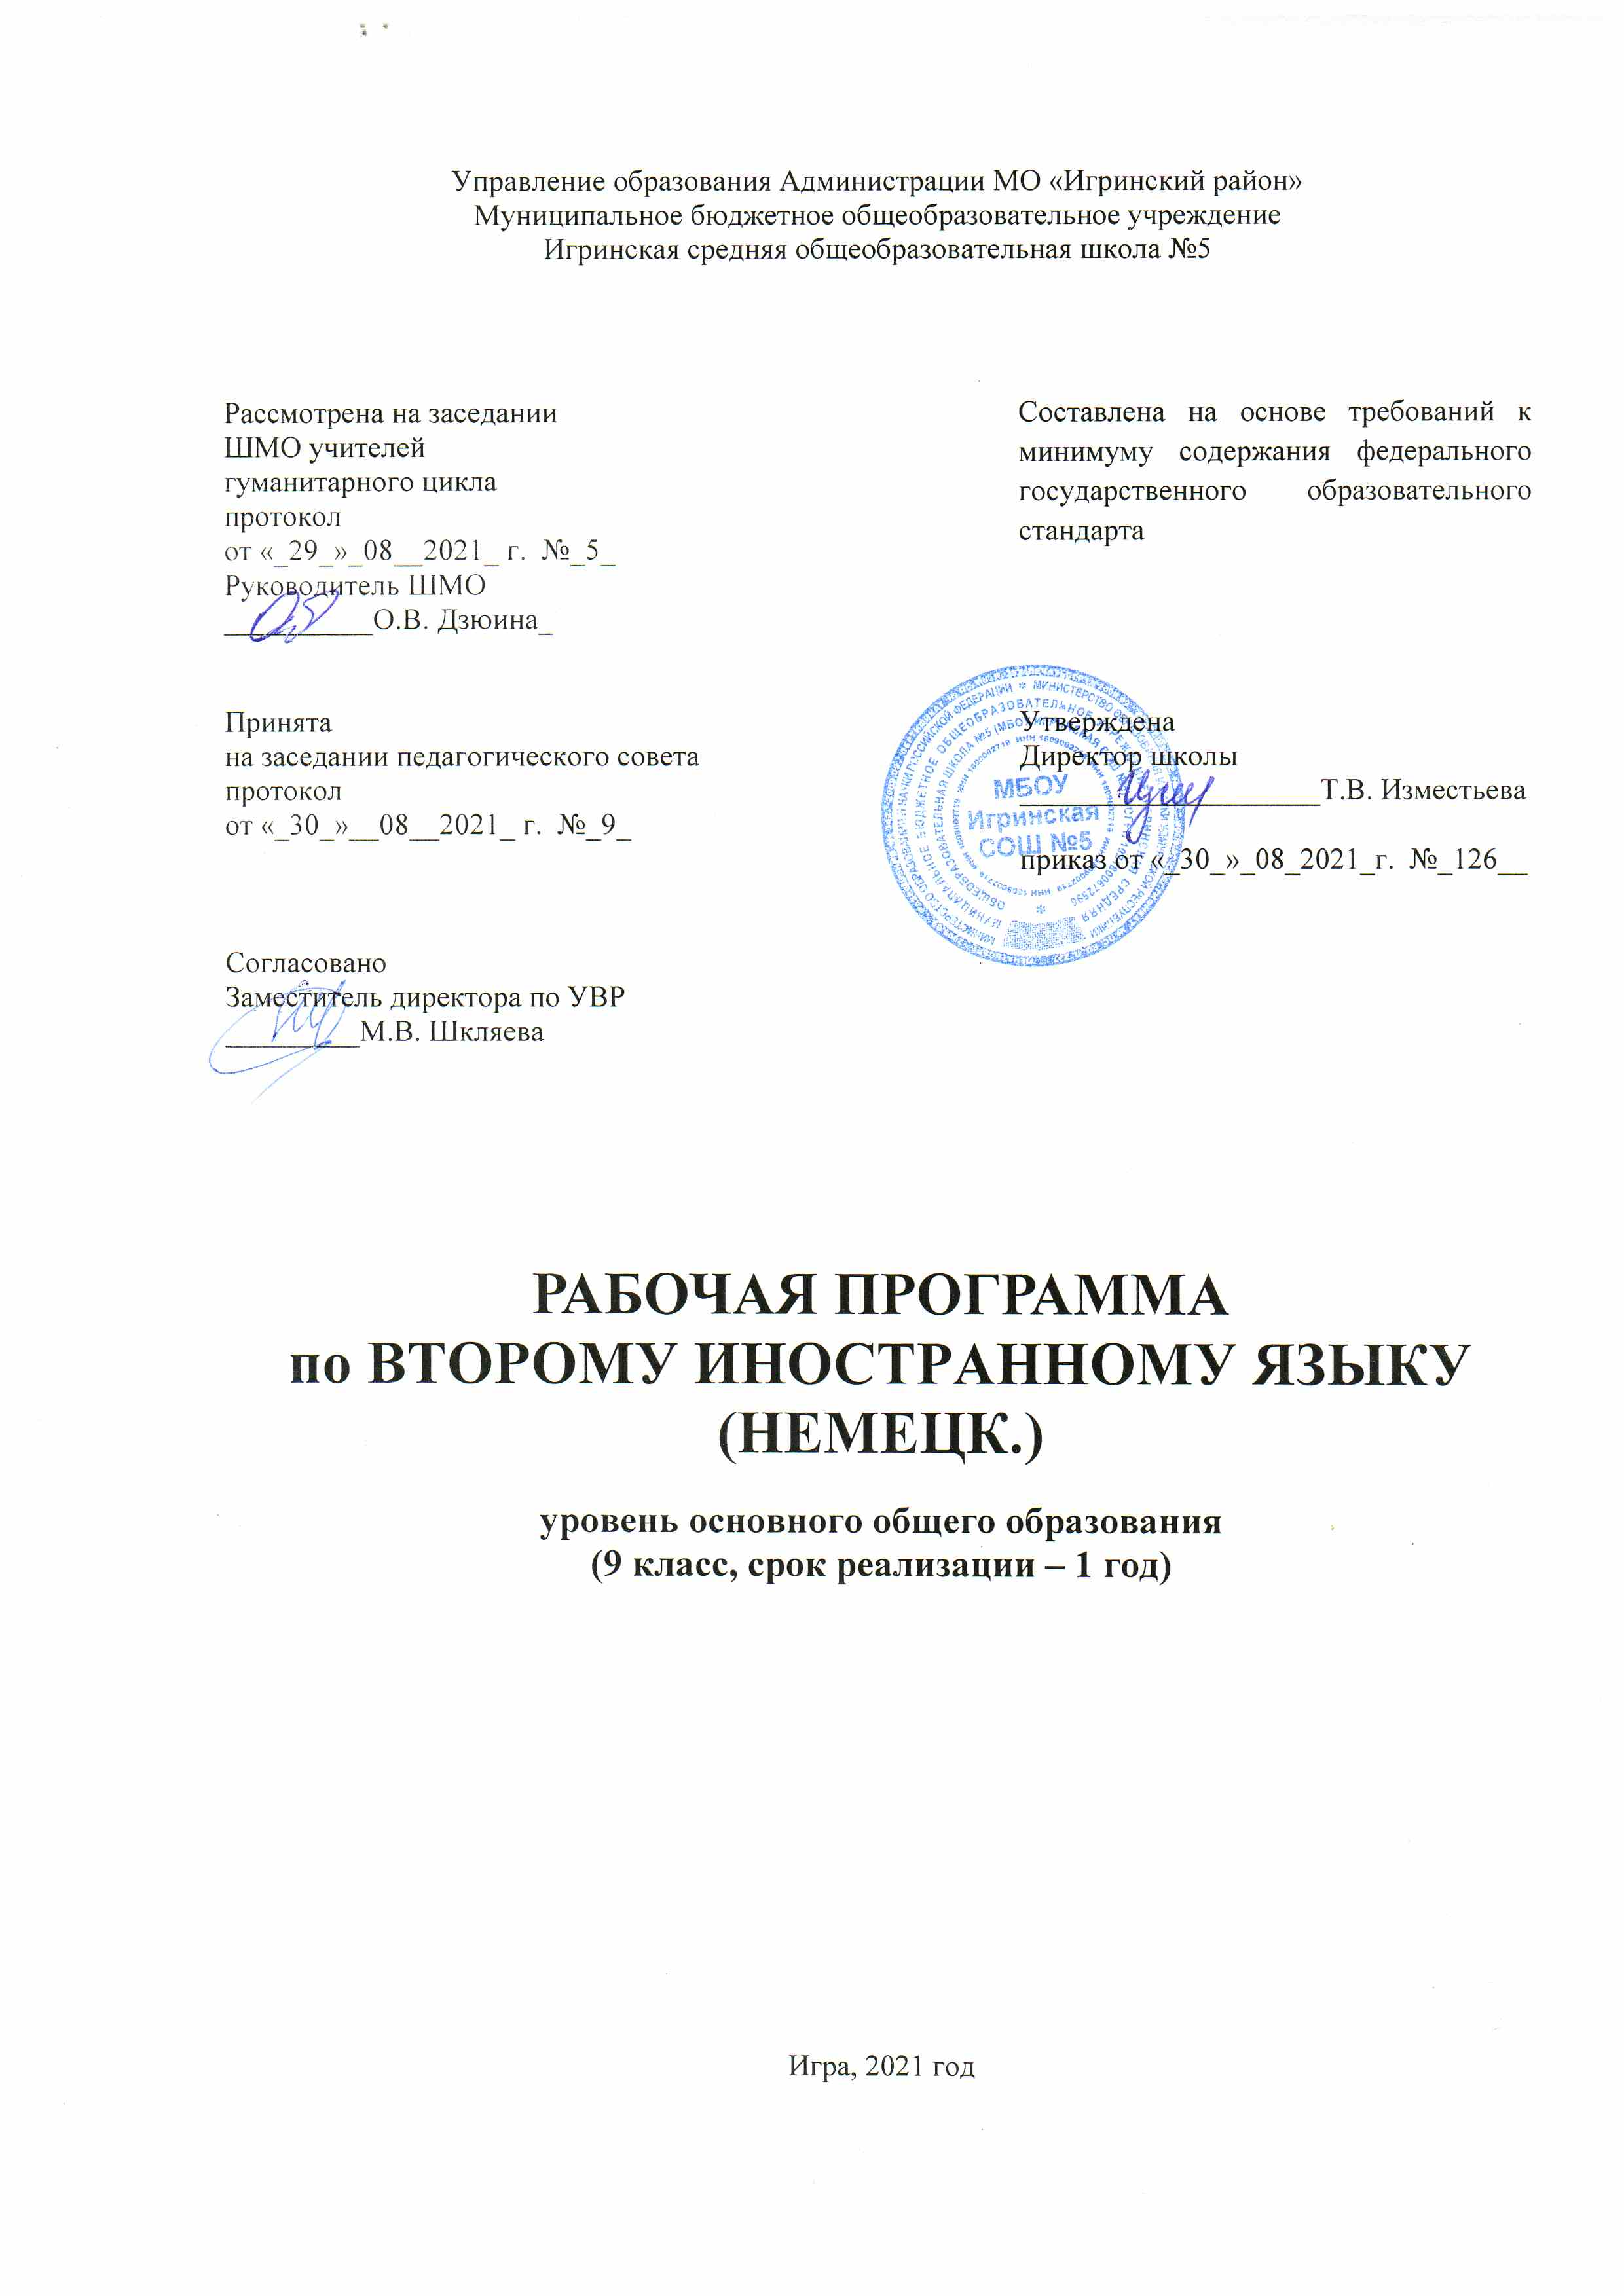 Управление образования Администрации МО «Игринский район»
Муниципальное бюджетное общеобразовательное учреждение
Игринская средняя общеобразовательная школа №5
Рассмотрена на заседании
ШМО учителей
гуманитарного цикла
протокол
от «_29_»_08__2021_ г. №_5_
Руководитель ШМО
__________О.В. Дзюина_
Составлена на основе требований к
минимуму содержания федерального
государственного образовательного
стандарта
Принята
на заседании педагогического совета
протокол
от «_30_»__08__2021_ г. №_9_
Утверждена
Директор школы
____________________Т.В. Изместьева
приказ от «_30_»_08_2021_г. №_126__
МБОУ
Игринская
СОШ №5
Согласовано
Заместитель директора по УВР
_________М.В. Шкляева
РАБОЧАЯ ПРОГРАММА
по ВТОРОМУ ИНОСТРАННОМУ ЯЗЫКУ
(НЕМЕЦК.)
уровень основного общего образования
(9 класс, срок реализации – 1 год)
Игра, 2021 год